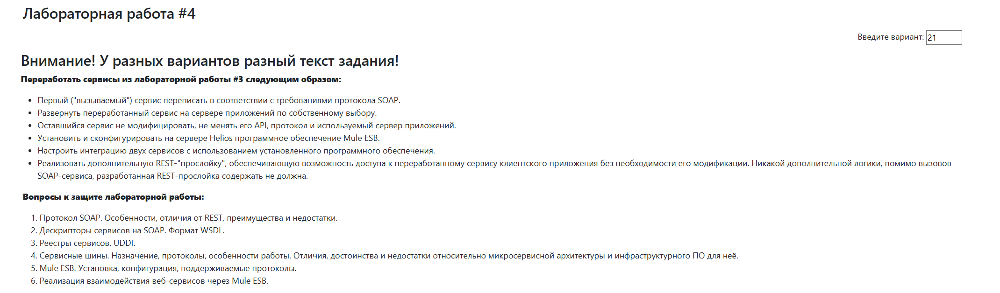 Лабораторная работа #4
Введите вариант: 21
Внимание! У разных вариантов разный текст задания!
Переработать сервисы из лабораторной работы #3 следующим образом:
• Первый ("вызываемый") сервис переписать в соответствии с требованиями протокола SOAP.
• Развернуть переработанный сервис на сервере приложений по собственному выбору.
• Оставшийся сервис не модифицировать, не менять его API, протокол и используемый сервер приложений.
• Установить и сконфигурировать на сервере Helios программное обеспечение Mule ESB.
• Настроить интеграцию двух сервисов с использованием установленного программного обеспечения.
• Реализовать дополнительную REST-"прослойку", обеспечивающую возможность доступа к переработанному сервису клиентского приложения без необходимости его модификации. Никакой дополнительной логики, помимо вызовов
SOAP-сервиса, разработанная REST-прослойка содержать не должна.
Вопросы к защите лабораторной работы:
1. Протокол SOAP. Особенности, отличия от REST, преимущества и недостатки.
2. Дескрипторы сервисов на SOAP. Формат WSDL.
3. Реестры сервисов. UDDI.
4. Сервисные шины. Назначение, протоколы, особенности работы. Отличия, достоинства и недостатки относительно микросервисной архитектуры и инфраструктурного ПО для неё.
5. Mule ESB. Установка, конфигурация, поддерживаемые протоколы.
6. Реализация взаимодействия веб-сервисов через Mule ESB.